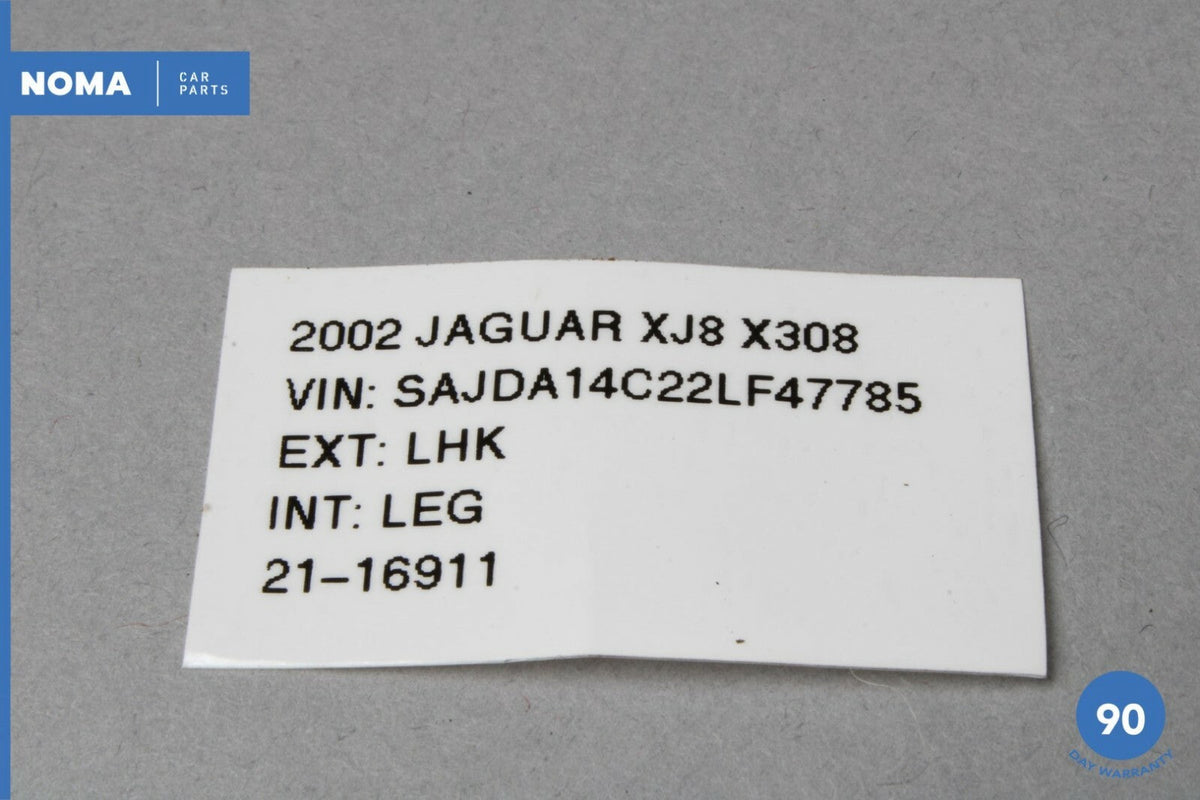 NOMA
CAR
PARTS
2002 JAGUAR XJ8 X308
VIN: SAJDA14C22LF47785
EXT: LHK
INT: LEG
21-16911
90
DAY WARRANTY